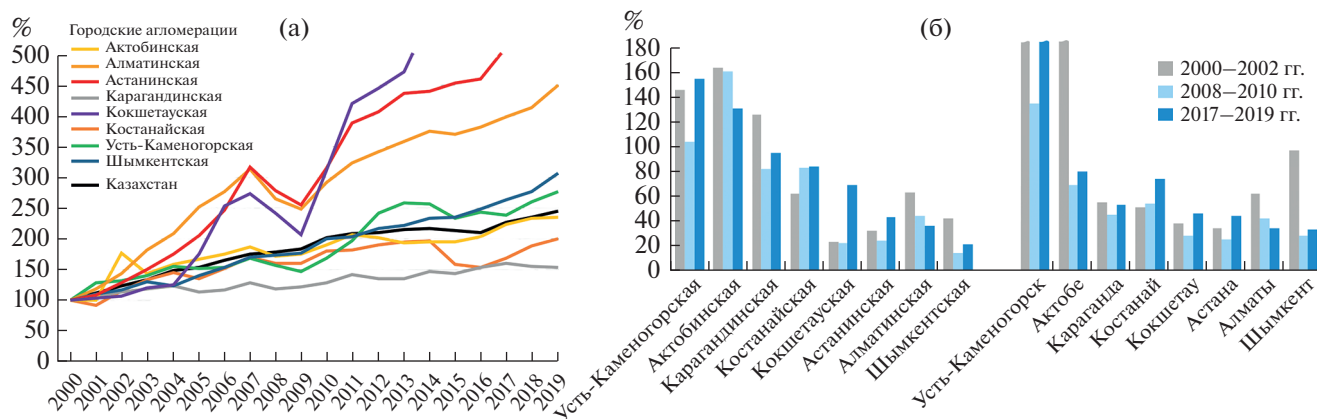 (а)
%
Городские агломерации
Актобинская
Алматинская
Астанинская
Карагандинская
Кокшетауская
Костанайская
Усть-Каменогорская
Шымкентская
Казахстан
500
450
400
350
300
250
200
150
100
50
0
2000
2001
2002
2003
2004
2005
2006
2007
2008
2009
2010
2011
2012
2013
2014
2015
2016
2017
2018
2019
(б)
%
180
160
140
120
100
80
60
40
20
0
2000–2002 гг.
2008–2010 гг.
2017–2019 гг.
Усть-Каменогорская
Актобинская
Карагандинская
Костанайская
Кокшетауская
Астанинская
Алматинская
Шымкентская
Усть-Каменогорск
Актобе
Караганда
Костанай
Кокшетау
Астана
Алматы
Шымкент